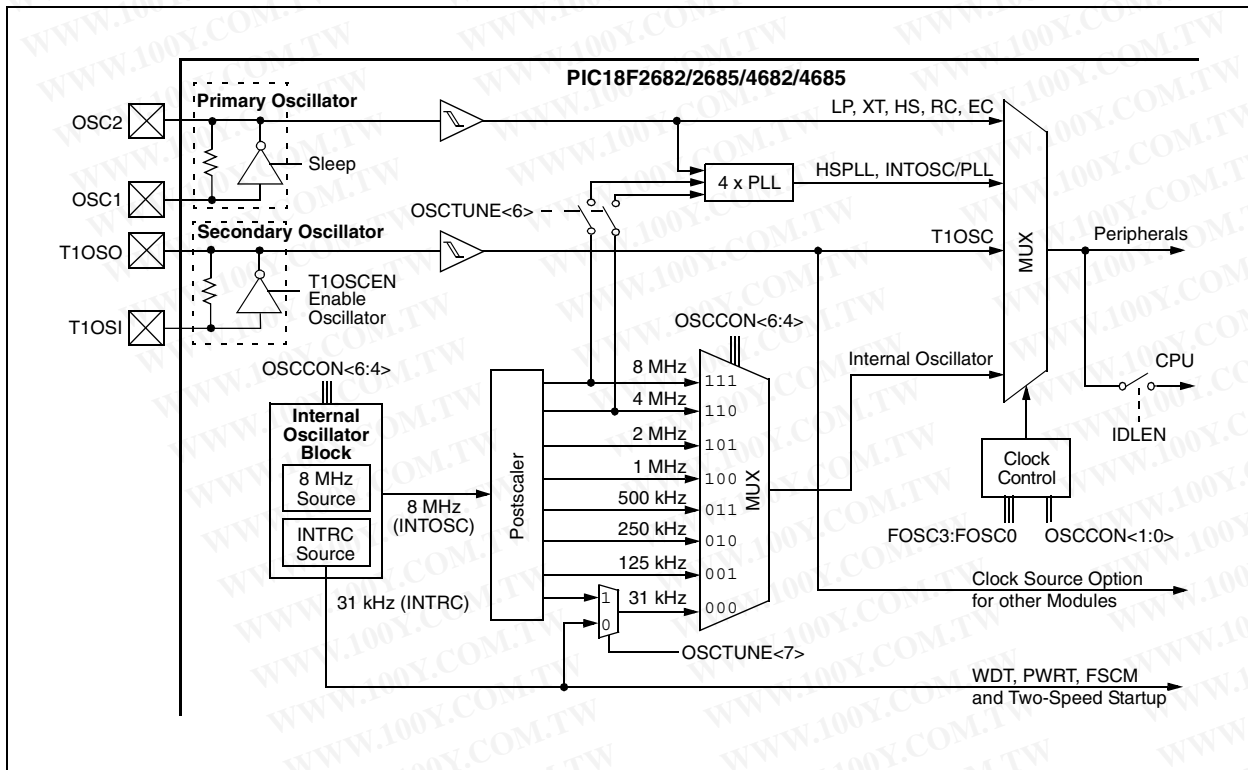 PIC18F2682/2685/4682/4685
Primary Oscillator
OSC2
Sleep
OSC1
LP, XT, HS, RC, EC
4 x PLL
HSPLL, INTOSC/PLL
OSCTUNE<6>
Secondary Oscillator
T1OSO
T1OSC
T1OSCEN
Enable
Oscillator
T1OSI
MUX
Peripherals
OSCCON<6:4>
OSCCON<6:4>
Internal Oscillator
CPU
IDLEN
Internal
Oscillator
Block
8 MHz
Source
INTRC
Source
8 MHz
(INTOSC)
31 kHz (INTRC)
Postscaler
8 MHz
111
4 MHz
110
2 MHz
101
1 MHz
100
500 kHz
011
250 kHz
010
125 kHz
001
1
0
31 kHz
000
MUX
OSCTUNE<7>
Clock
Control
FOSC3:FOSC0
OSCCON<1:0>
Clock Source Option
for other Modules
WDT, PWRT, FSCM
and Two-Speed Startup
WWW.100Y.COM.TW